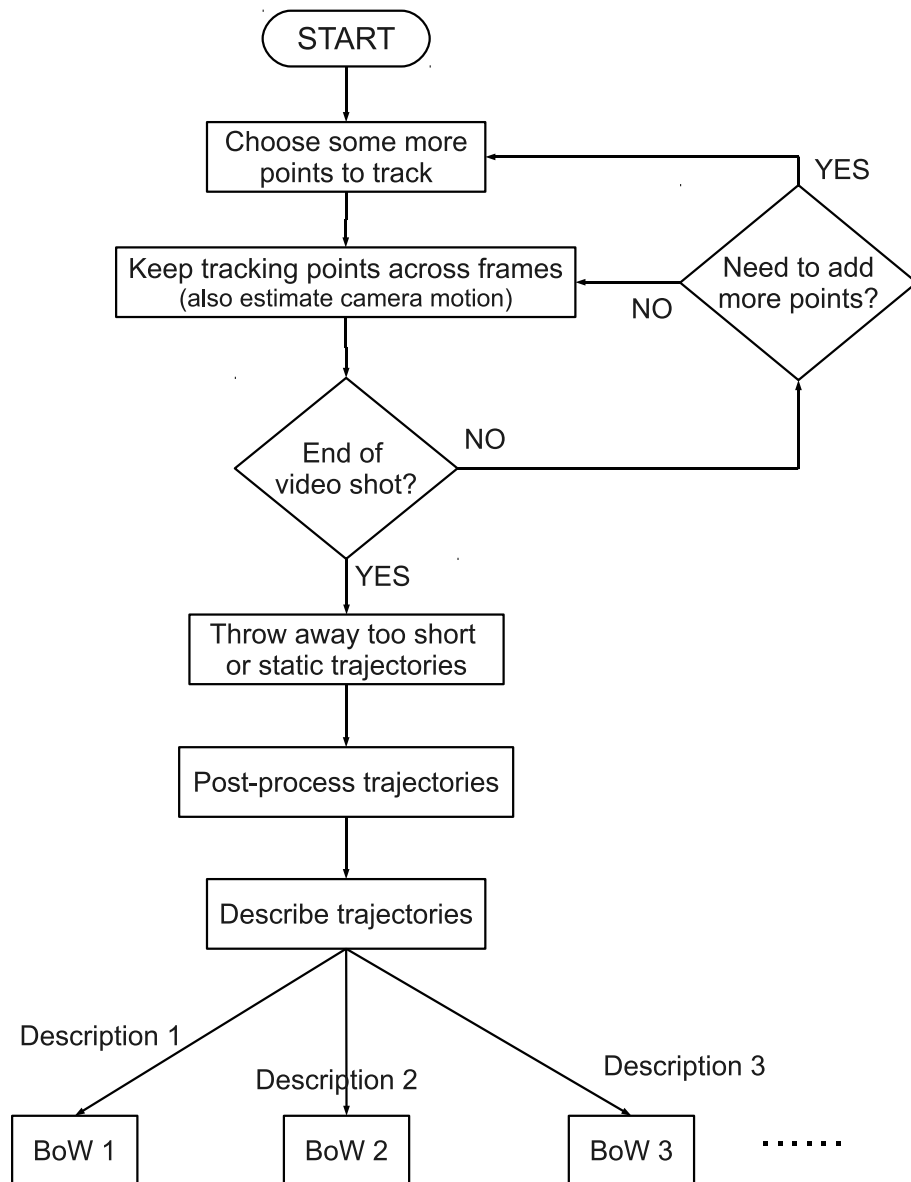 START
Choose some more
points to track
YES
Keep tracking points across frames
(also estimate camera motion)
Need to add
more points?
NO
End of
video shot?
NO
YES
Throw away too short
or static trajectories
Post-process trajectories
Describe trajectories
Description 1
Description 2
Description 3
BoW 1
BoW 2
BoW 3
......